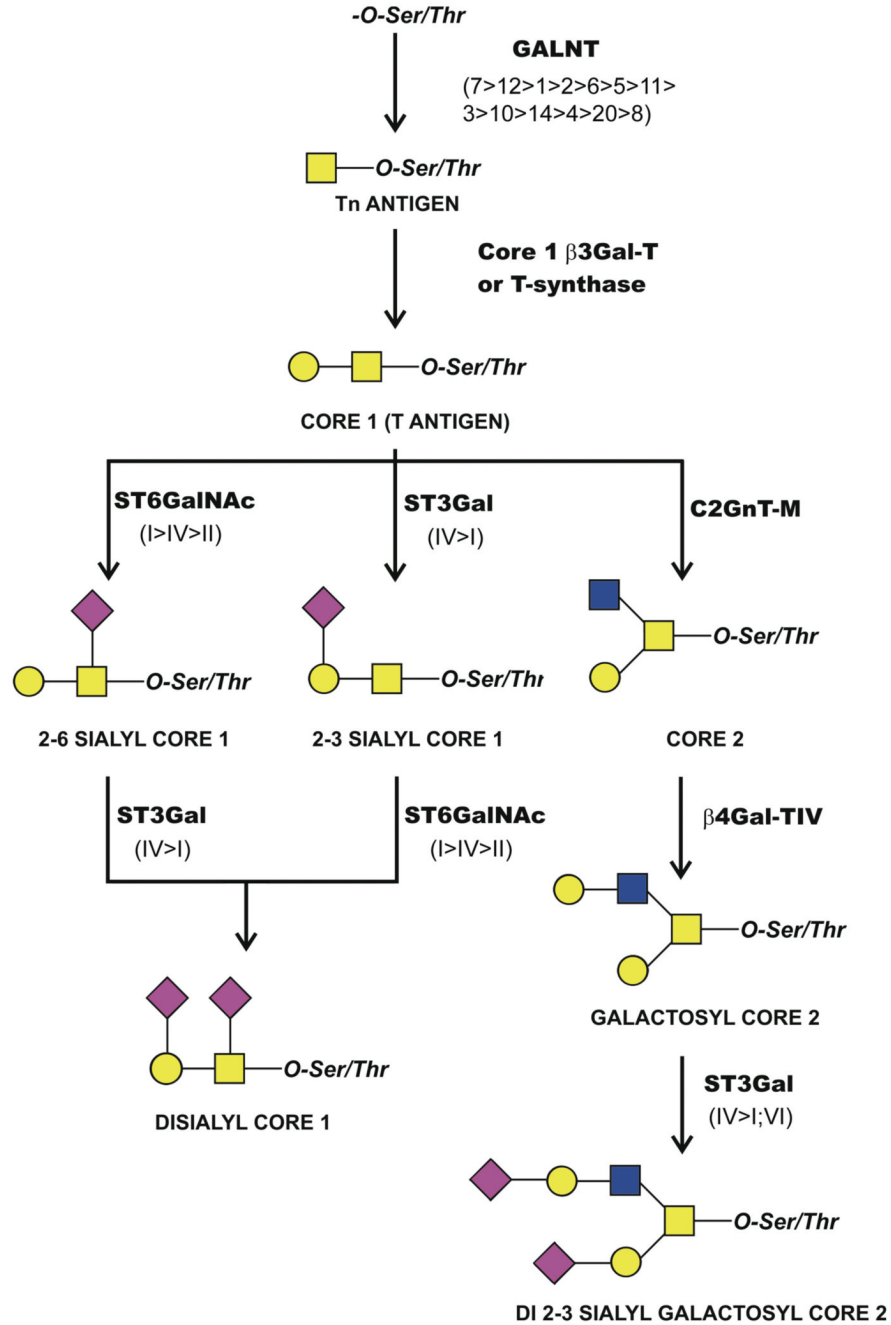 -O-Ser/Thr
GALNT
(7>12>1>2>6>5>11>
3>10>14>4>20>8)
O-Ser/Thr
Tn ANTIGEN
Core 1 β3Gal-T
or T-synthase
O-Ser/Thr
CORE 1 (T ANTIGEN)
ST6GalNAc
(I>IV>II)
ST3Gal
(IV>I)
C2GnT-M
O-Ser/Thr
O-Ser/Thr
O-Ser/Thr
2-6 SIALYL CORE 1
2-3 SIALYL CORE 1
CORE 2
ST3Gal
(IV>I)
ST6GalNAc
(I>IV>II)
β4Gal-TIV
O-Ser/Thr
GALACTOSYL CORE 2
O-Ser/Thr
DISIALYL CORE 1
ST3Gal
(IV>I;VI)
O-Ser/Thr
DI 2-3 SIALYL GALACTOSYL CORE 2